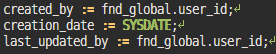 created_by := fnd_global.user_id;
creation_date := SYSDATE;
last_updated_by := fnd_global.user_id;